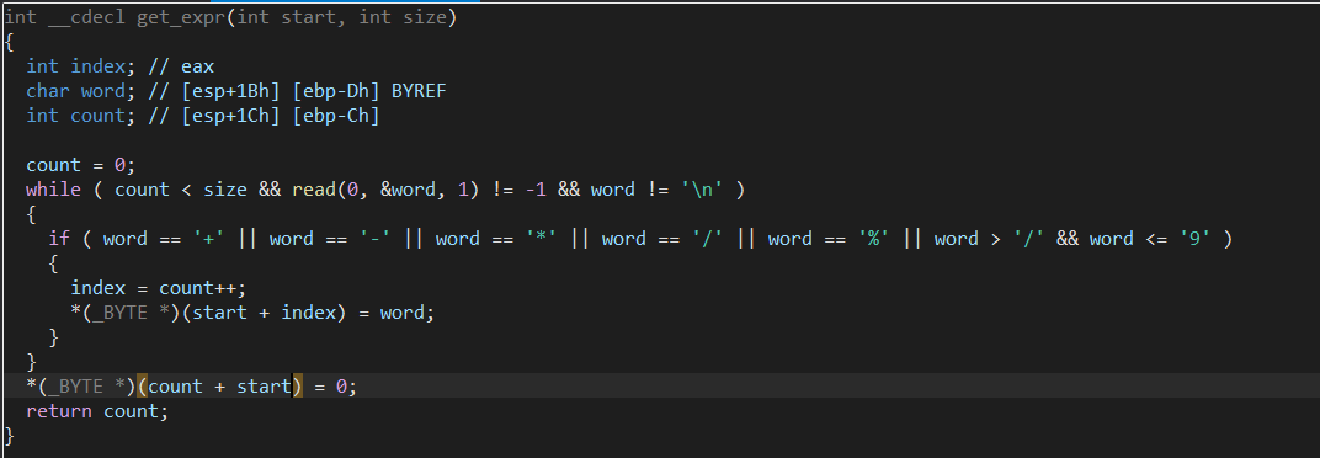 int __cdecl get_expr(int start, int size)
{
  int index; // eax
  char word; // [esp+1Bh] [ebp-Dh] BYREF
  int count; // [esp+1Ch] [ebp-Ch]

  count = 0;
  while ( count < size && read(0, &word, 1) != -1 && word != '\n' )
  {
    if ( word == '+' || word == '-' || word == '*' || word == '/' || word == '%' || word > '/' && word <= '9' )
    {
      index = count++;
      *(_BYTE *)(start + index) = word;
    }
  }
  *(_BYTE *)(count + start) = 0;
  return count;
}